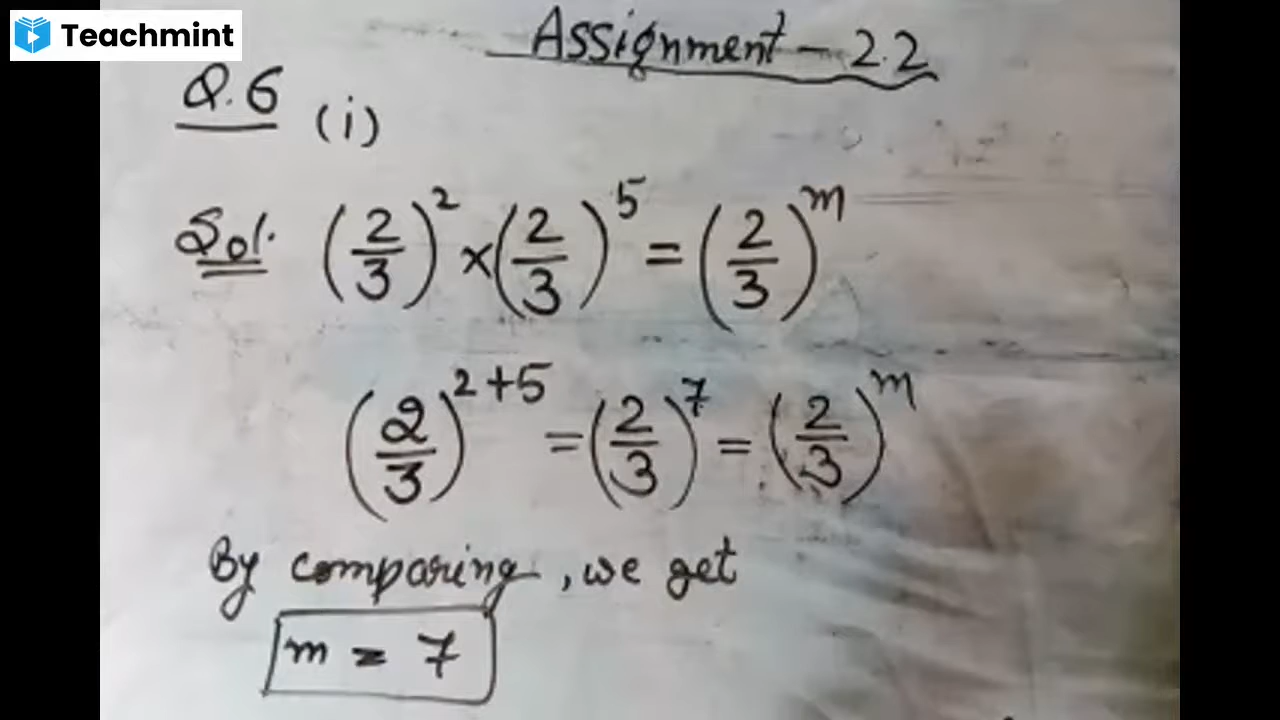 Teachmint
Assignment - 2.2
Q.6 (i)
Sol. (2/3)^2 × (2/3)^5 = (2/3)^m
(2/3)^2+5 = (2/3)^7 = (2/3)^m
By comparing, we get
m = 7